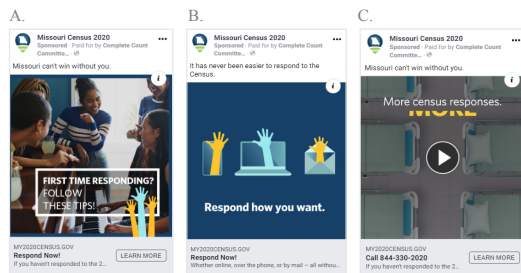 A.
Missouri Census 2020
Sponsored · Paid for by Complete Count
Committe...
Missouri can't win without you.
FIRST TIME RESPONDING?
FOLLOW
THESE TIPS!
MY2020CENSUS.GOV
Respond Now!
If you haven't responded to the 2...
LEARN MORE
B.
Missouri Census 2020
Sponsored · Paid for by Complete Count
Committe...
It has never been easier to respond to the
Census.
Respond how you want.
MY2020CENSUS.GOV
Respond Now!
Whether online, over the phone, or by mail – all withou...
C.
Missouri Census 2020
Sponsored · Paid for by Complete Count
Committe...
Missouri can't win without you.
More census responses.
MORE
MY2020CENSUS.GOV
Call 844-330-2020
If you haven't responded to the 2...
LEARN MORE